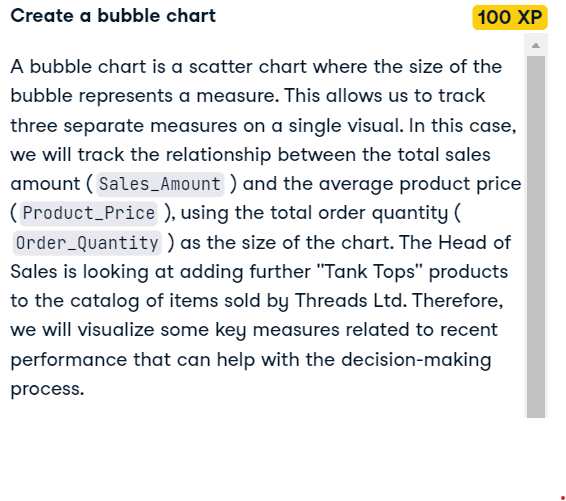 Create a bubble chart
100 XP
A bubble chart is a scatter chart where the size of the
bubble represents a measure. This allows us to track
three separate measures on a single visual. In this case,
we will track the relationship between the total sales
amount ( Sales_Amount ) and the average product price
( Product_Price ), using the total order quantity (
Order_Quantity ) as the size of the chart. The Head of
Sales is looking at adding further "Tank Tops" products
to the catalog of items sold by Threads Ltd. Therefore,
we will visualize some key measures related to recent
performance that can help with the decision-making
process.